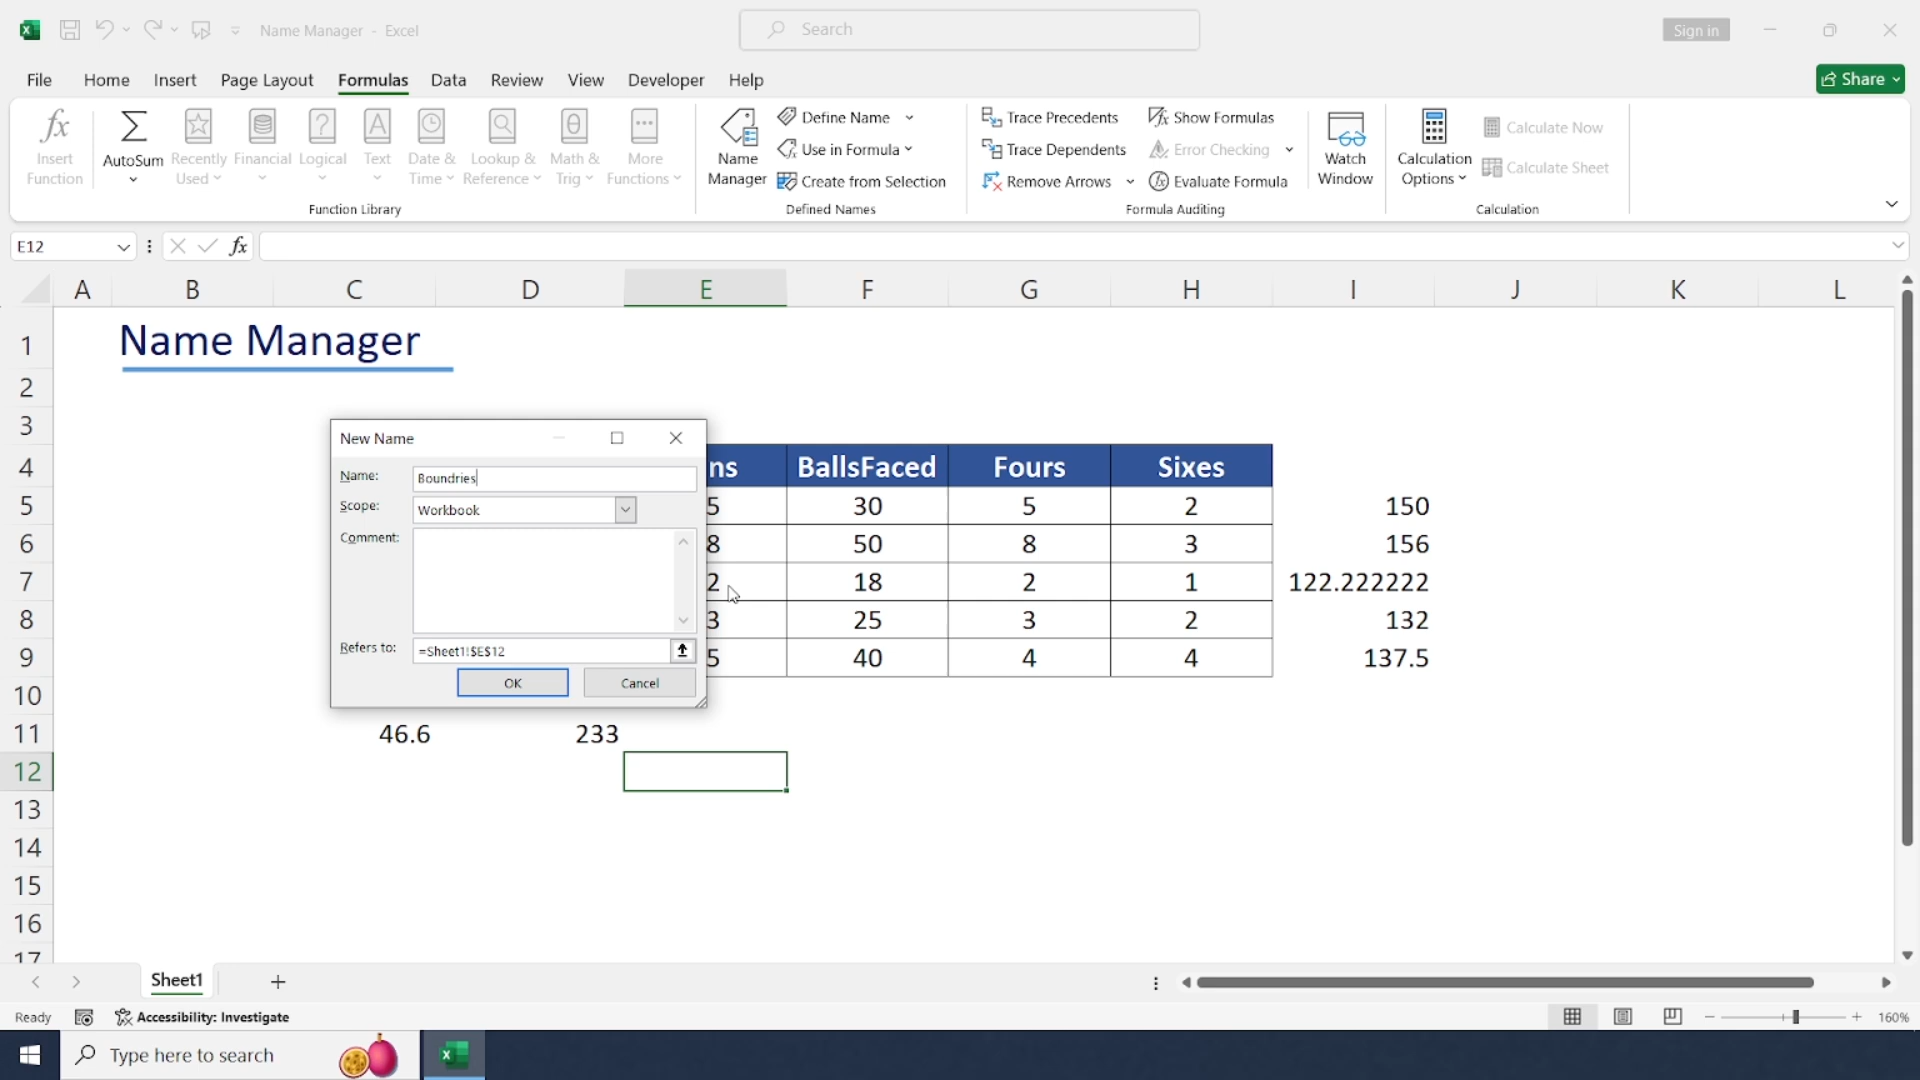 Name Manager - Excel
Search
Sign in
File Home Insert Page Layout Formulas Data Review View Developer Help
Share
fx
Insert Function
AutoSum
Recently Used
Financial
Logical
Text
Date & Time
Lookup & Reference
Math & Trig
More Functions
Function Library
Name Manager
Define Name
Use in Formula
Create from Selection
Defined Names
Trace Precedents
Trace Dependents
Remove Arrows
Show Formulas
Error Checking
Evaluate Formula
Formula Auditing
Watch Window
Calculation Options
Calculate Now
Calculate Sheet
Calculation
E12
fx
A B C D E F G H I J K L
1 Name Manager
2
3
4 ns BallsFaced Fours Sixes
5 5 30 5 2 150
6 8 50 8 3 156
7 2 18 2 1 122.222222
8 3 25 3 2 132
9 5 40 4 4 137.5
10
11 46.6 233
12
13
14
15
16
17
New Name
Name: Boundries
Scope: Workbook
Comment:
Refers to: =Sheet1!$E$12
OK Cancel
Sheet1
Ready
Accessibility: Investigate
160%
Type here to search